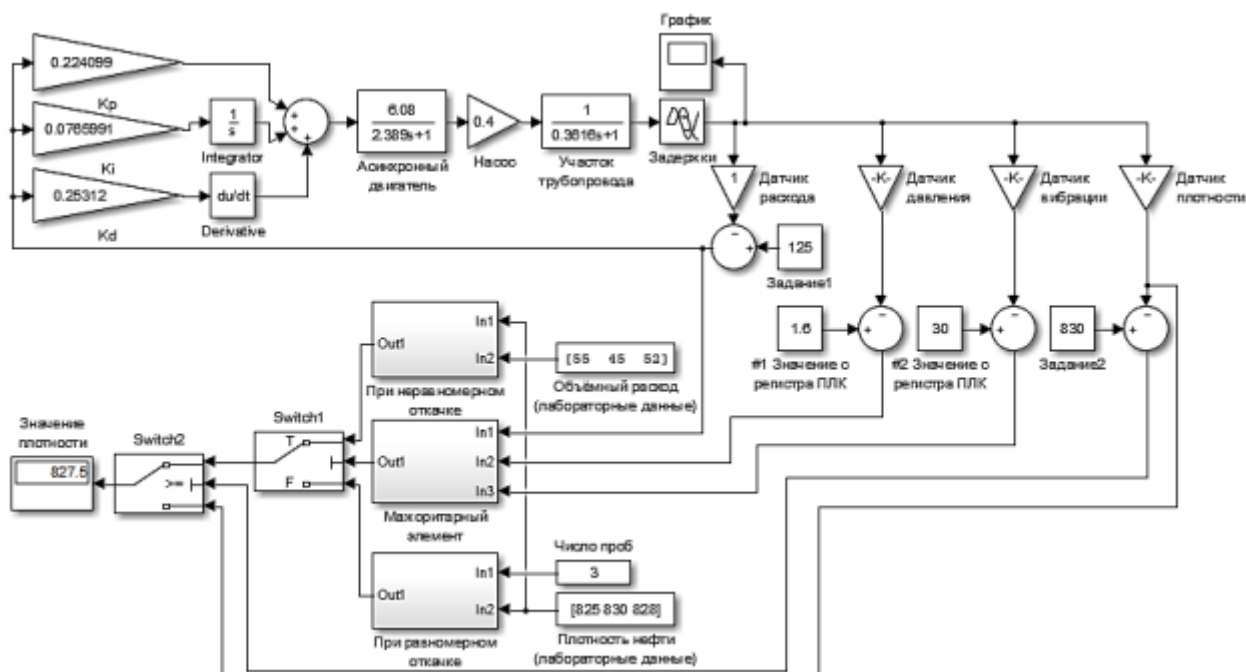 График
0.224099
Kp
0.0765991
1
s
Integrator
Ki
0.25312
du/dt
Derivative
Kd
+
+
+
6.08
2.389s+1
Асинхронный
двигатель
0.4
Насос
1
0.3616s+1
Участок
трубопровода
Задержки
1
Датчик
расхода
-K-
Датчик
давления
-K-
Датчик
вибрации
-K-
Датчик
плотности
−
+
125
Задание1
1.6
+
−
#1 Значение с
регистра ПЛК
30
+
−
#2 Значение с
регистра ПЛК
830
+
−
Задание2
In1
In2
Out1
При неравномерном
откачке
[55 45 52]
Объёмный расход
(лабораторные данные)
Значение
плотности
827.5
Switch2
>=
Switch1
T
F
In1
In2
In3
Out1
Мажоритарный
элемент
Число проб
3
In1
In2
Out1
При равномерном
откачке
[825 830 828]
Плотность нефти
(лабораторные данные)